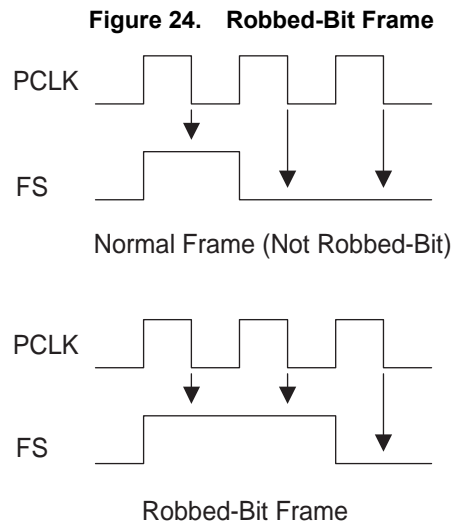 Figure 24. Robbed-Bit Frame
PCLK
FS
Normal Frame (Not Robbed-Bit)
PCLK
FS
Robbed-Bit Frame